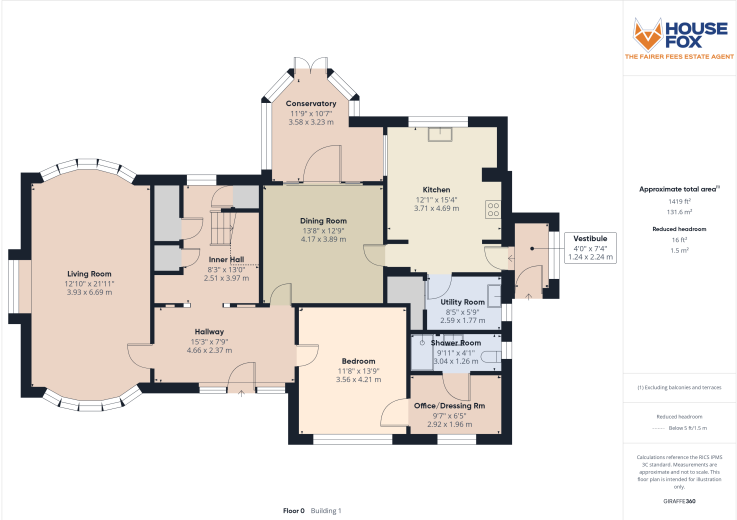 HOUSE
FOX
THE FAIRER FEES ESTATE AGENT
Conservatory
11'9" x 10'7"
3.58 x 3.23 m
Kitchen
12'1" x 15'4"
3.71 x 4.69 m
Dining Room
13'8" x 12'9"
4.17 x 3.89 m
Vestibule
4'0" x 7'4"
1.24 x 2.24 m
Inner Hall
8'3" x 13'0"
2.51 x 3.97 m
Living Room
12'10" x 21'11"
3.93 x 6.69 m
Utility Room
8'5" x 5'9"
2.59 x 1.77 m
Hallway
15'3" x 7'9"
4.66 x 2.37 m
Shower Room
9'11" x 4'1"
3.04 x 1.26 m
Bedroom
11'8" x 13'9"
3.56 x 4.21 m
Office/Dressing Rm
9'7" x 6'5"
2.92 x 1.96 m
Floor 0 Building 1
Approximate total area(1)
1419 ft²
131.6 m²
Reduced headroom
16 ft²
1.5 m²
(1) Excluding balconies and terraces
Reduced headroom
Below 5 ft/1.5 m
Calculations reference the RICS IPMS
3C standard. Measurements are
approximate and not to scale. This
floor plan is intended for illustration
only.
GIRAFFE360